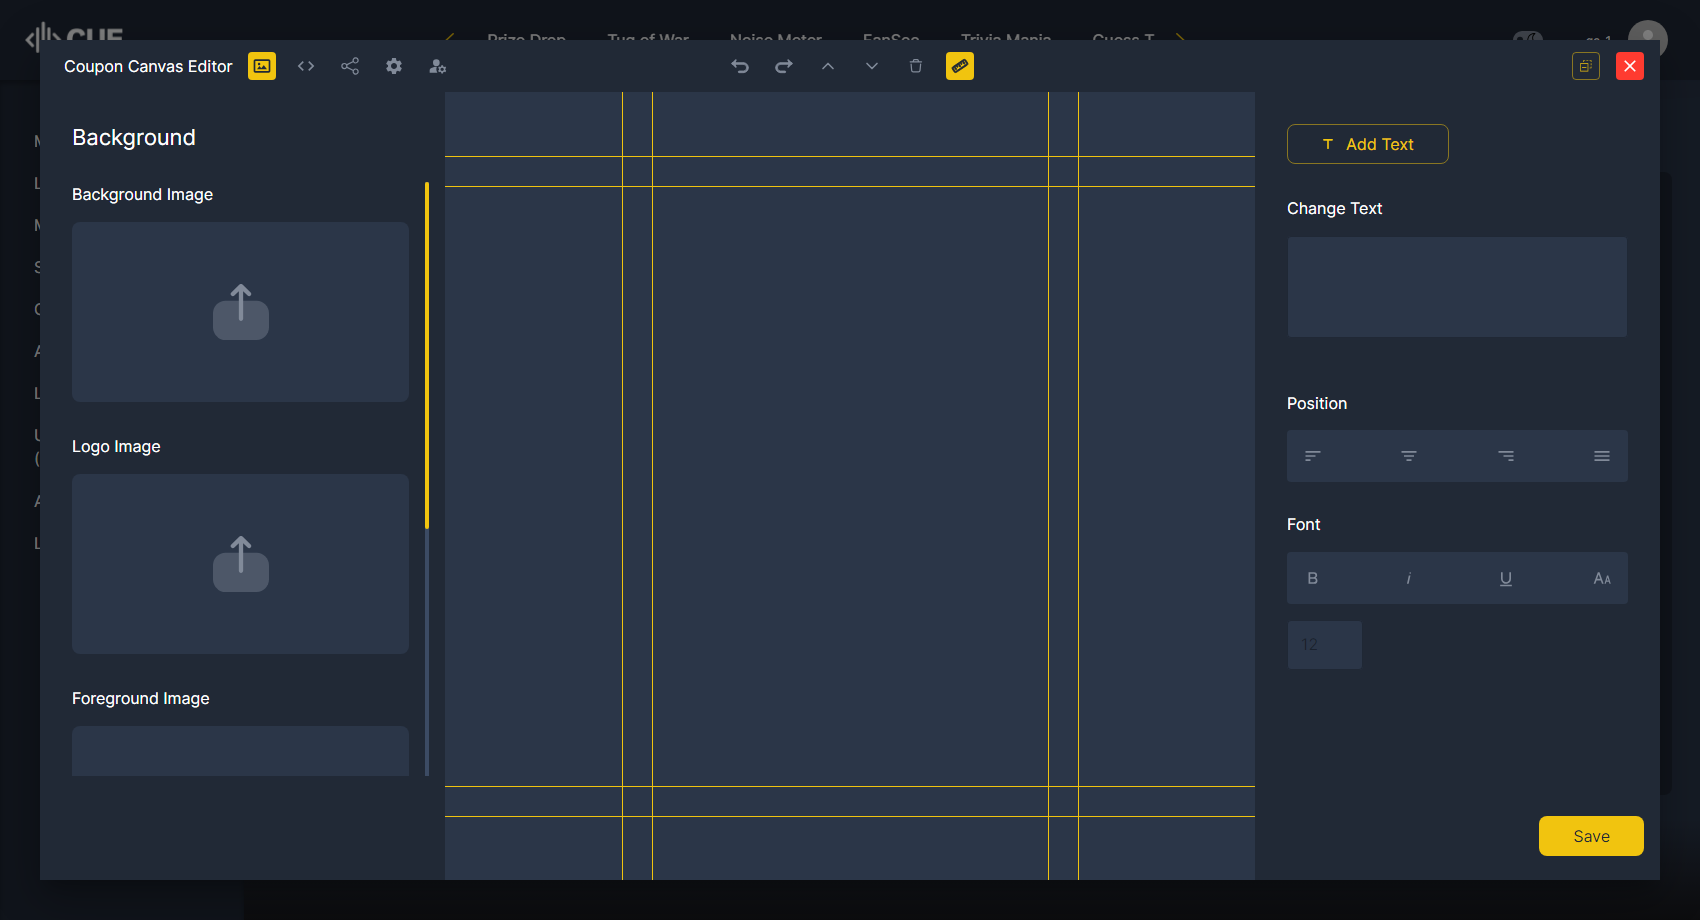 CUE
Prize Drop Tug of War Noise Meter FanSee Trivia Mania Guess T
Coupon Canvas Editor
Background
Background Image
Logo Image
Foreground Image
T Add Text
Change Text
Position
Font
B i U AA
12
Save